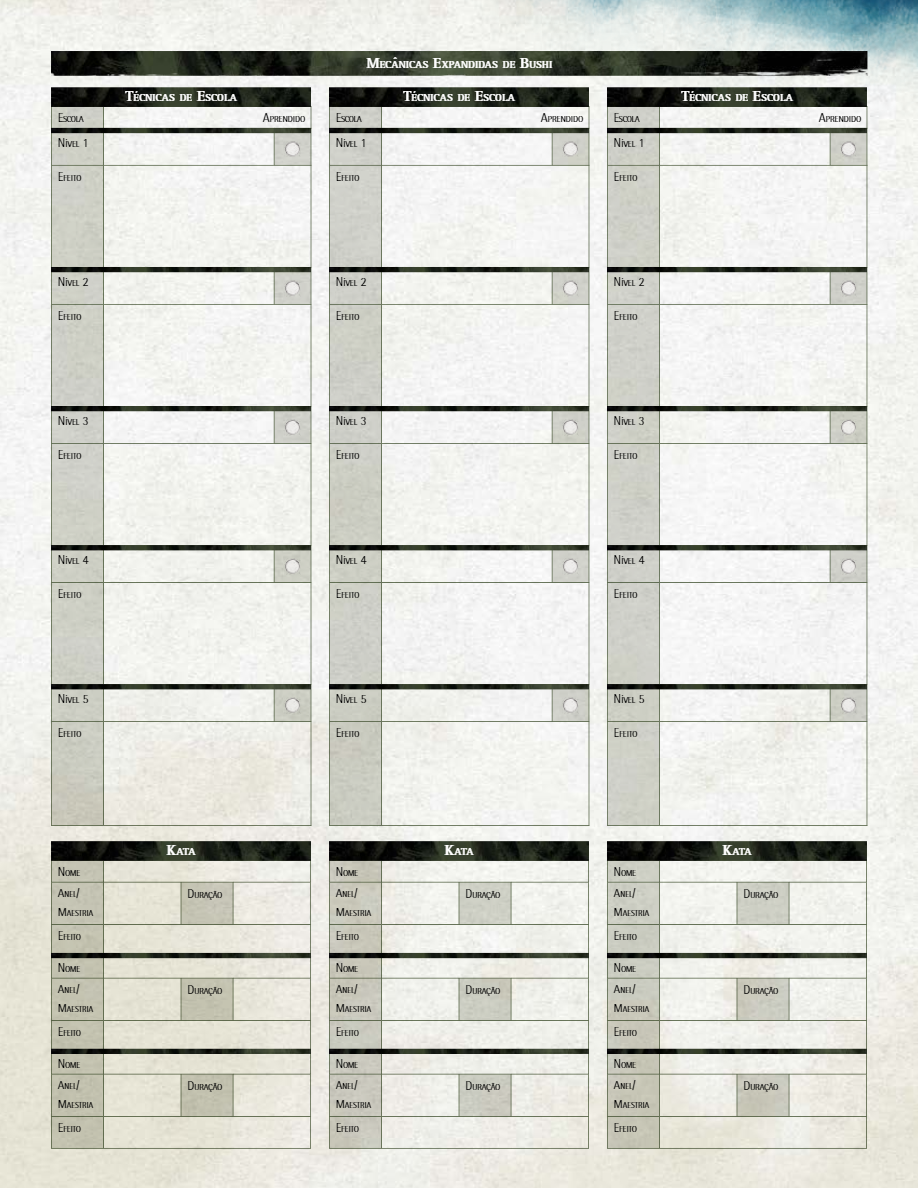 Mecânicas Expandidas de Bushi
Técnicas de Escola
Escola Aprendido
Nível 1
Efeito
Nível 2
Efeito
Nível 3
Efeito
Nível 4
Efeito
Nível 5
Efeito
Técnicas de Escola
Escola Aprendido
Nível 1
Efeito
Nível 2
Efeito
Nível 3
Efeito
Nível 4
Efeito
Nível 5
Efeito
Técnicas de Escola
Escola Aprendido
Nível 1
Efeito
Nível 2
Efeito
Nível 3
Efeito
Nível 4
Efeito
Nível 5
Efeito
Kata
Nome
Anel/ Duração
Maestria
Efeito
Nome
Anel/ Duração
Maestria
Efeito
Nome
Anel/ Duração
Maestria
Efeito
Kata
Nome
Anel/ Duração
Maestria
Efeito
Nome
Anel/ Duração
Maestria
Efeito
Nome
Anel/ Duração
Maestria
Efeito
Kata
Nome
Anel/ Duração
Maestria
Efeito
Nome
Anel/ Duração
Maestria
Efeito
Nome
Anel/ Duração
Maestria
Efeito